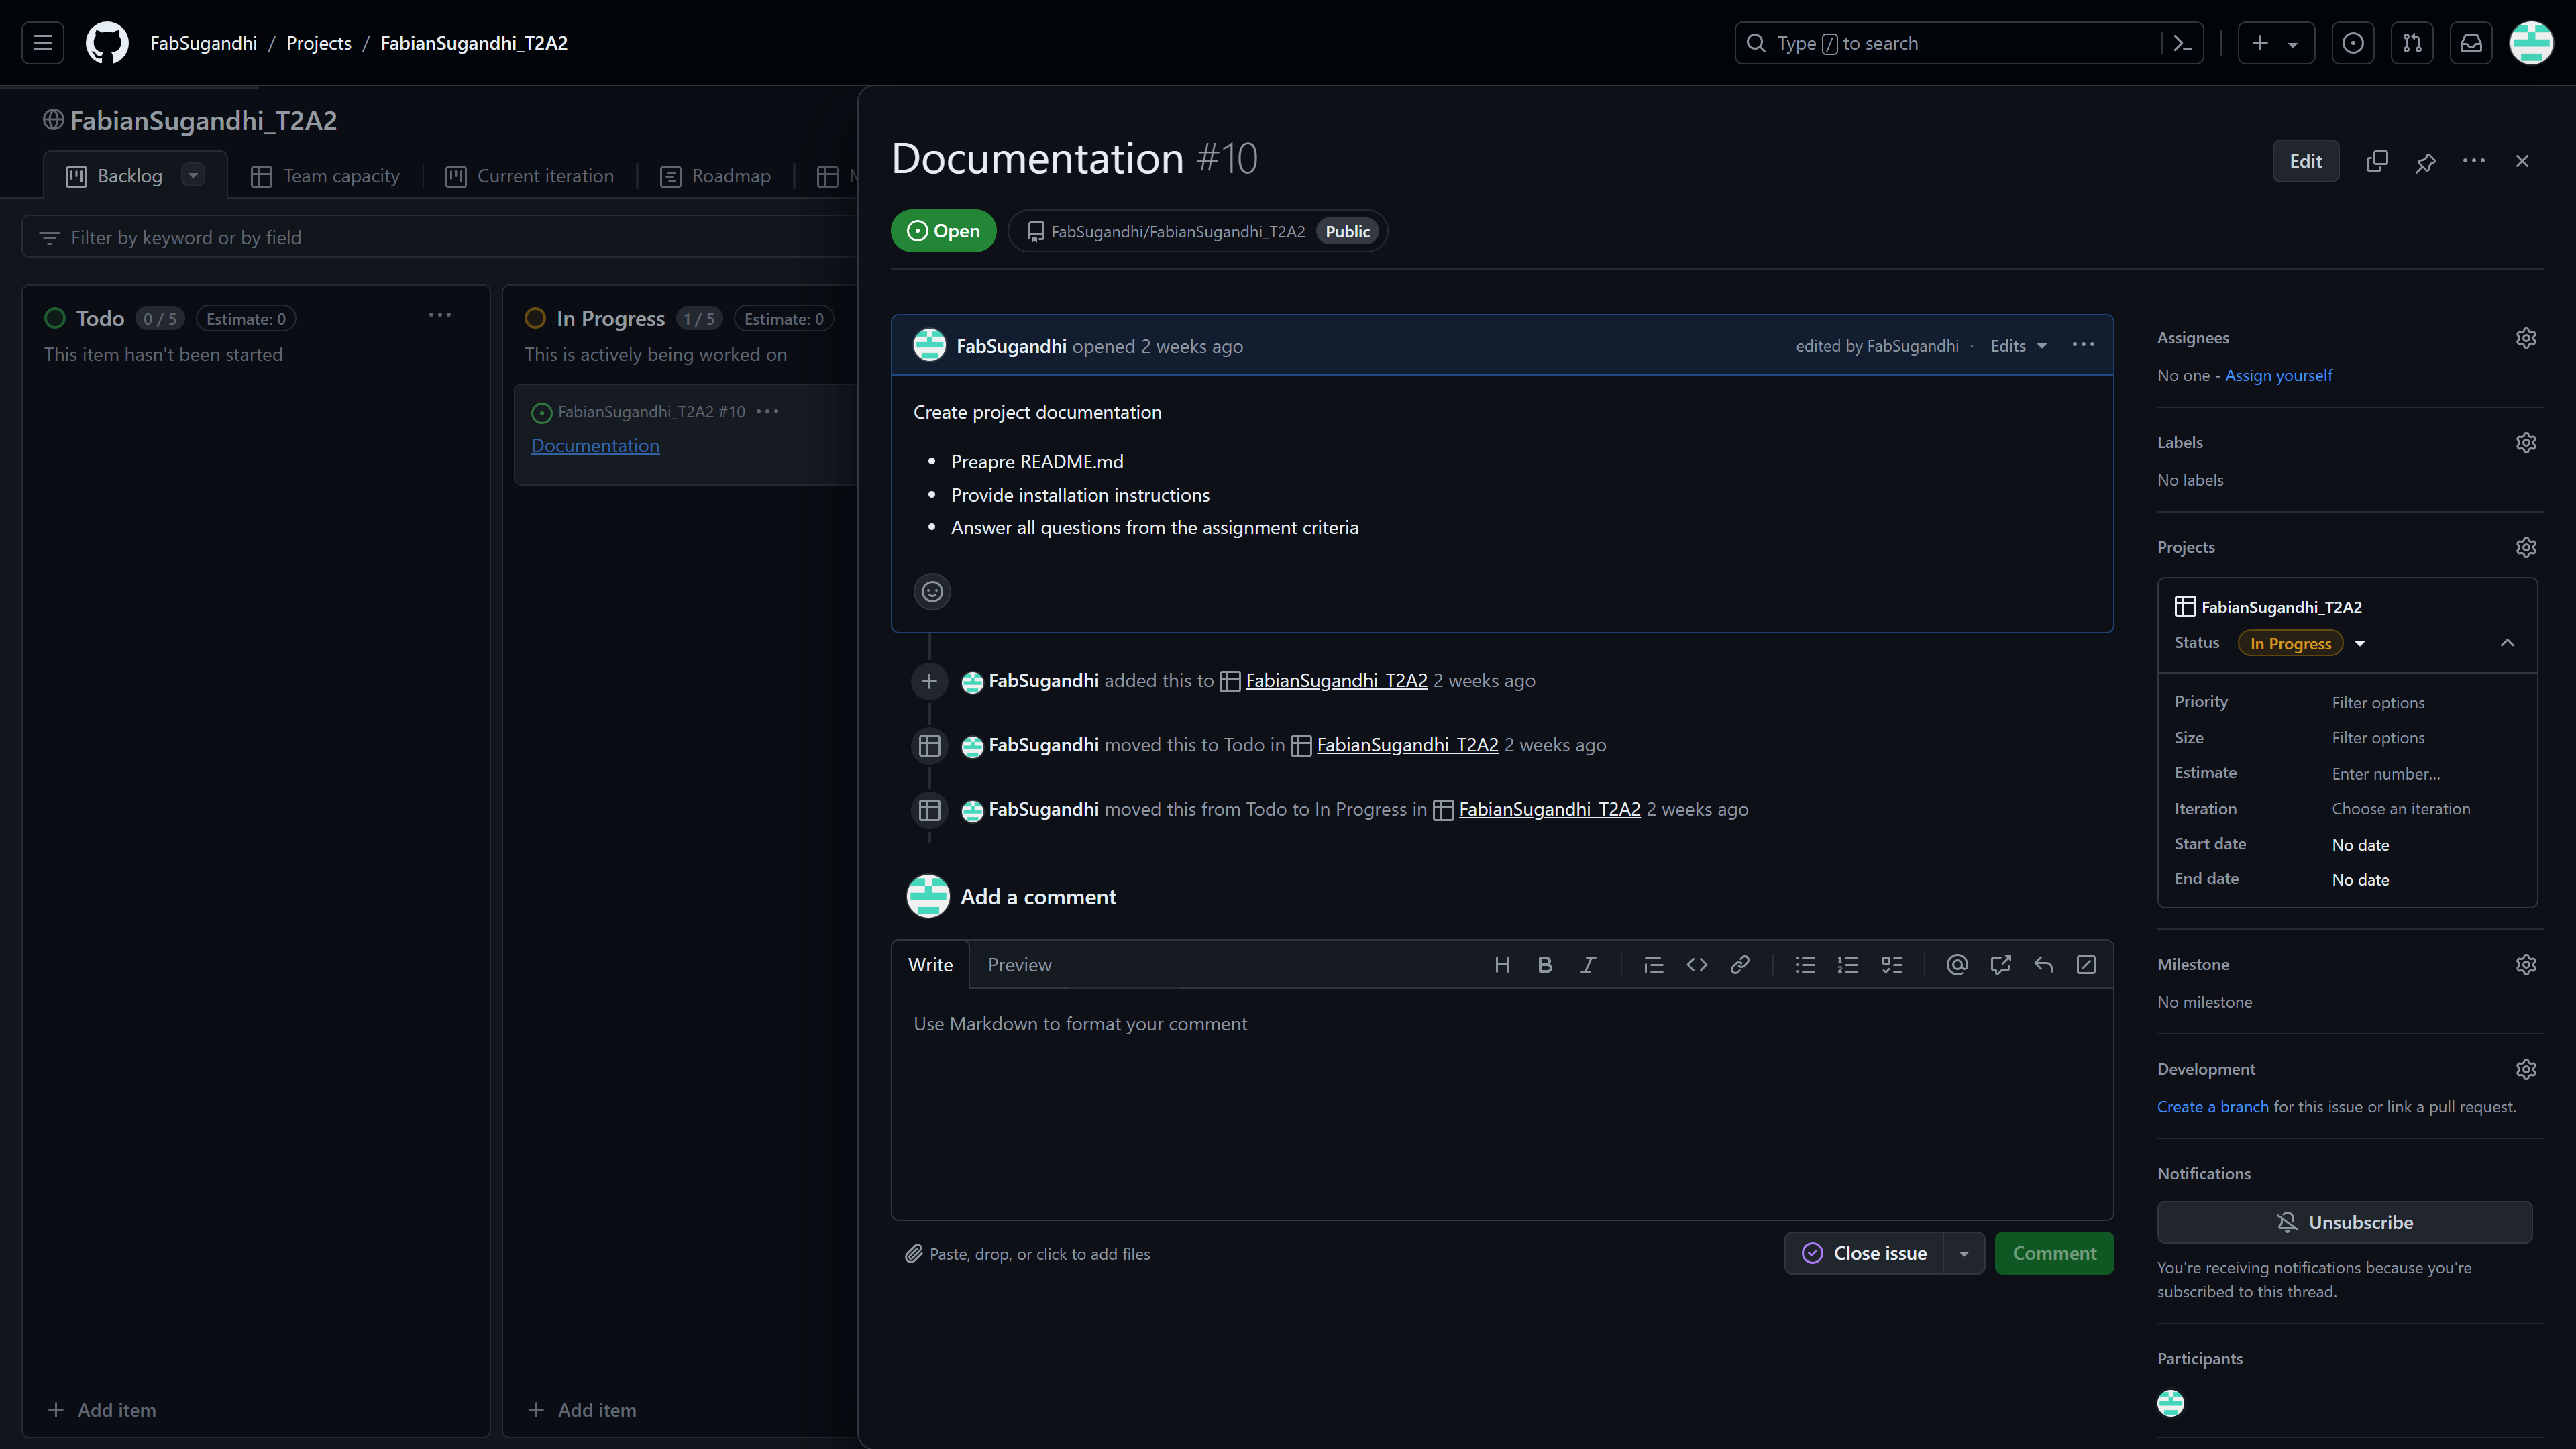 FabSugandhi / Projects / FabianSugandhi_T2A2
Type / to search
FabianSugandhi_T2A2
Backlog
Team capacity
Current iteration
Roadmap
Filter by keyword or by field
Todo 0 / 5 Estimate: 0
This item hasn't been started
Add item
In Progress 1 / 5 Estimate: 0
This is actively being worked on
FabianSugandhi_T2A2 #10
Documentation
Add item
Documentation #10
Edit
Open
FabSugandhi/FabianSugandhi_T2A2 Public
FabSugandhi opened 2 weeks ago
edited by FabSugandhi · Edits
Create project documentation
• Preapre README.md
• Provide installation instructions
• Answer all questions from the assignment criteria
FabSugandhi added this to FabianSugandhi_T2A2 2 weeks ago
FabSugandhi moved this to Todo in FabianSugandhi_T2A2 2 weeks ago
FabSugandhi moved this from Todo to In Progress in FabianSugandhi_T2A2 2 weeks ago
Add a comment
Write Preview
Use Markdown to format your comment
Paste, drop, or click to add files
Close issue
Comment
Assignees
No one - Assign yourself
Labels
No labels
Projects
FabianSugandhi_T2A2
Status In Progress
Priority Filter options
Size Filter options
Estimate Enter number...
Iteration Choose an iteration
Start date No date
End date No date
Milestone
No milestone
Development
Create a branch for this issue or link a pull request.
Notifications
Unsubscribe
You're receiving notifications because you're
subscribed to this thread.
Participants